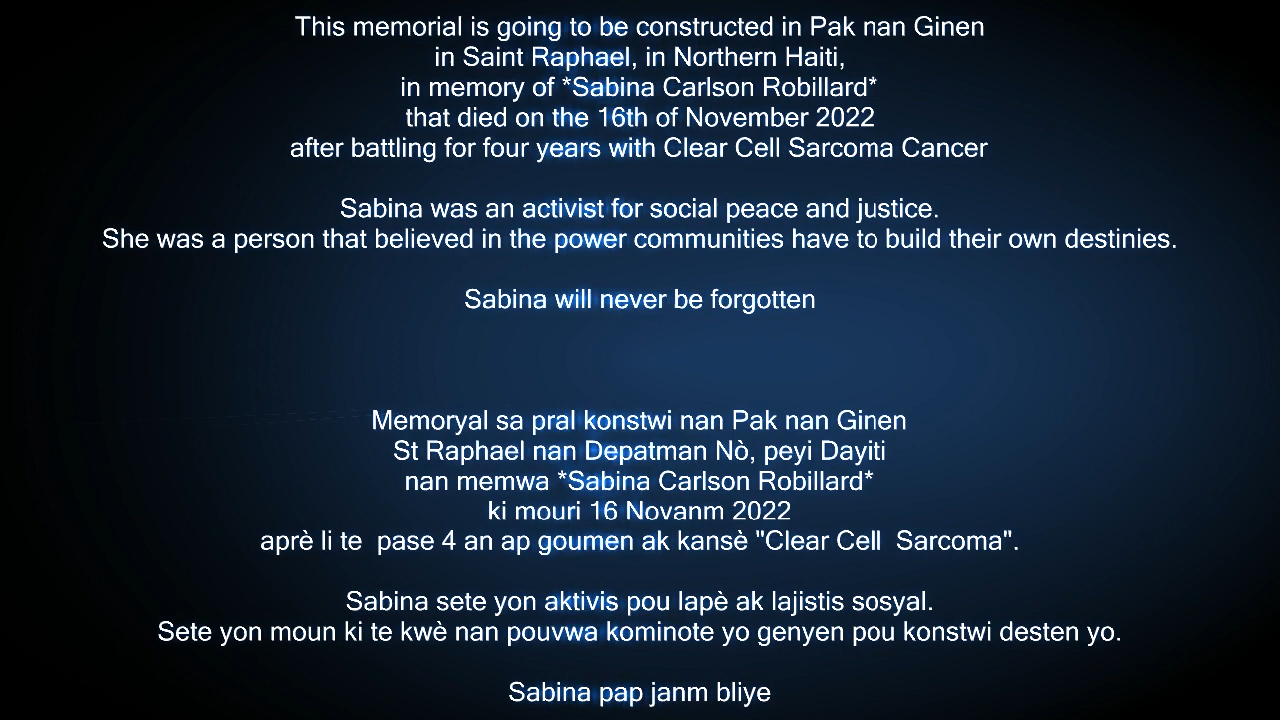 This memorial is going to be constructed in Pak nan Ginen
in Saint Raphael, in Northern Haiti,
in memory of *Sabina Carlson Robillard*
that died on the 16th of November 2022
after battling for four years with Clear Cell Sarcoma Cancer
Sabina was an activist for social peace and justice.
She was a person that believed in the power communities have to build their own destinies.
Sabina will never be forgotten
Memoryal sa pral konstwi nan Pak nan Ginen
St Raphael nan Depatman Nò, peyi Dayiti
nan memwa *Sabina Carlson Robillard*
ki mouri 16 Novanm 2022
aprè li te  pase 4 an ap goumen ak kansè "Clear Cell  Sarcoma".
Sabina sete yon aktivis pou lapè ak lajistis sosyal.
Sete yon moun ki te kwè nan pouvwa kominote yo genyen pou konstwi desten yo.
Sabina pap janm bliye